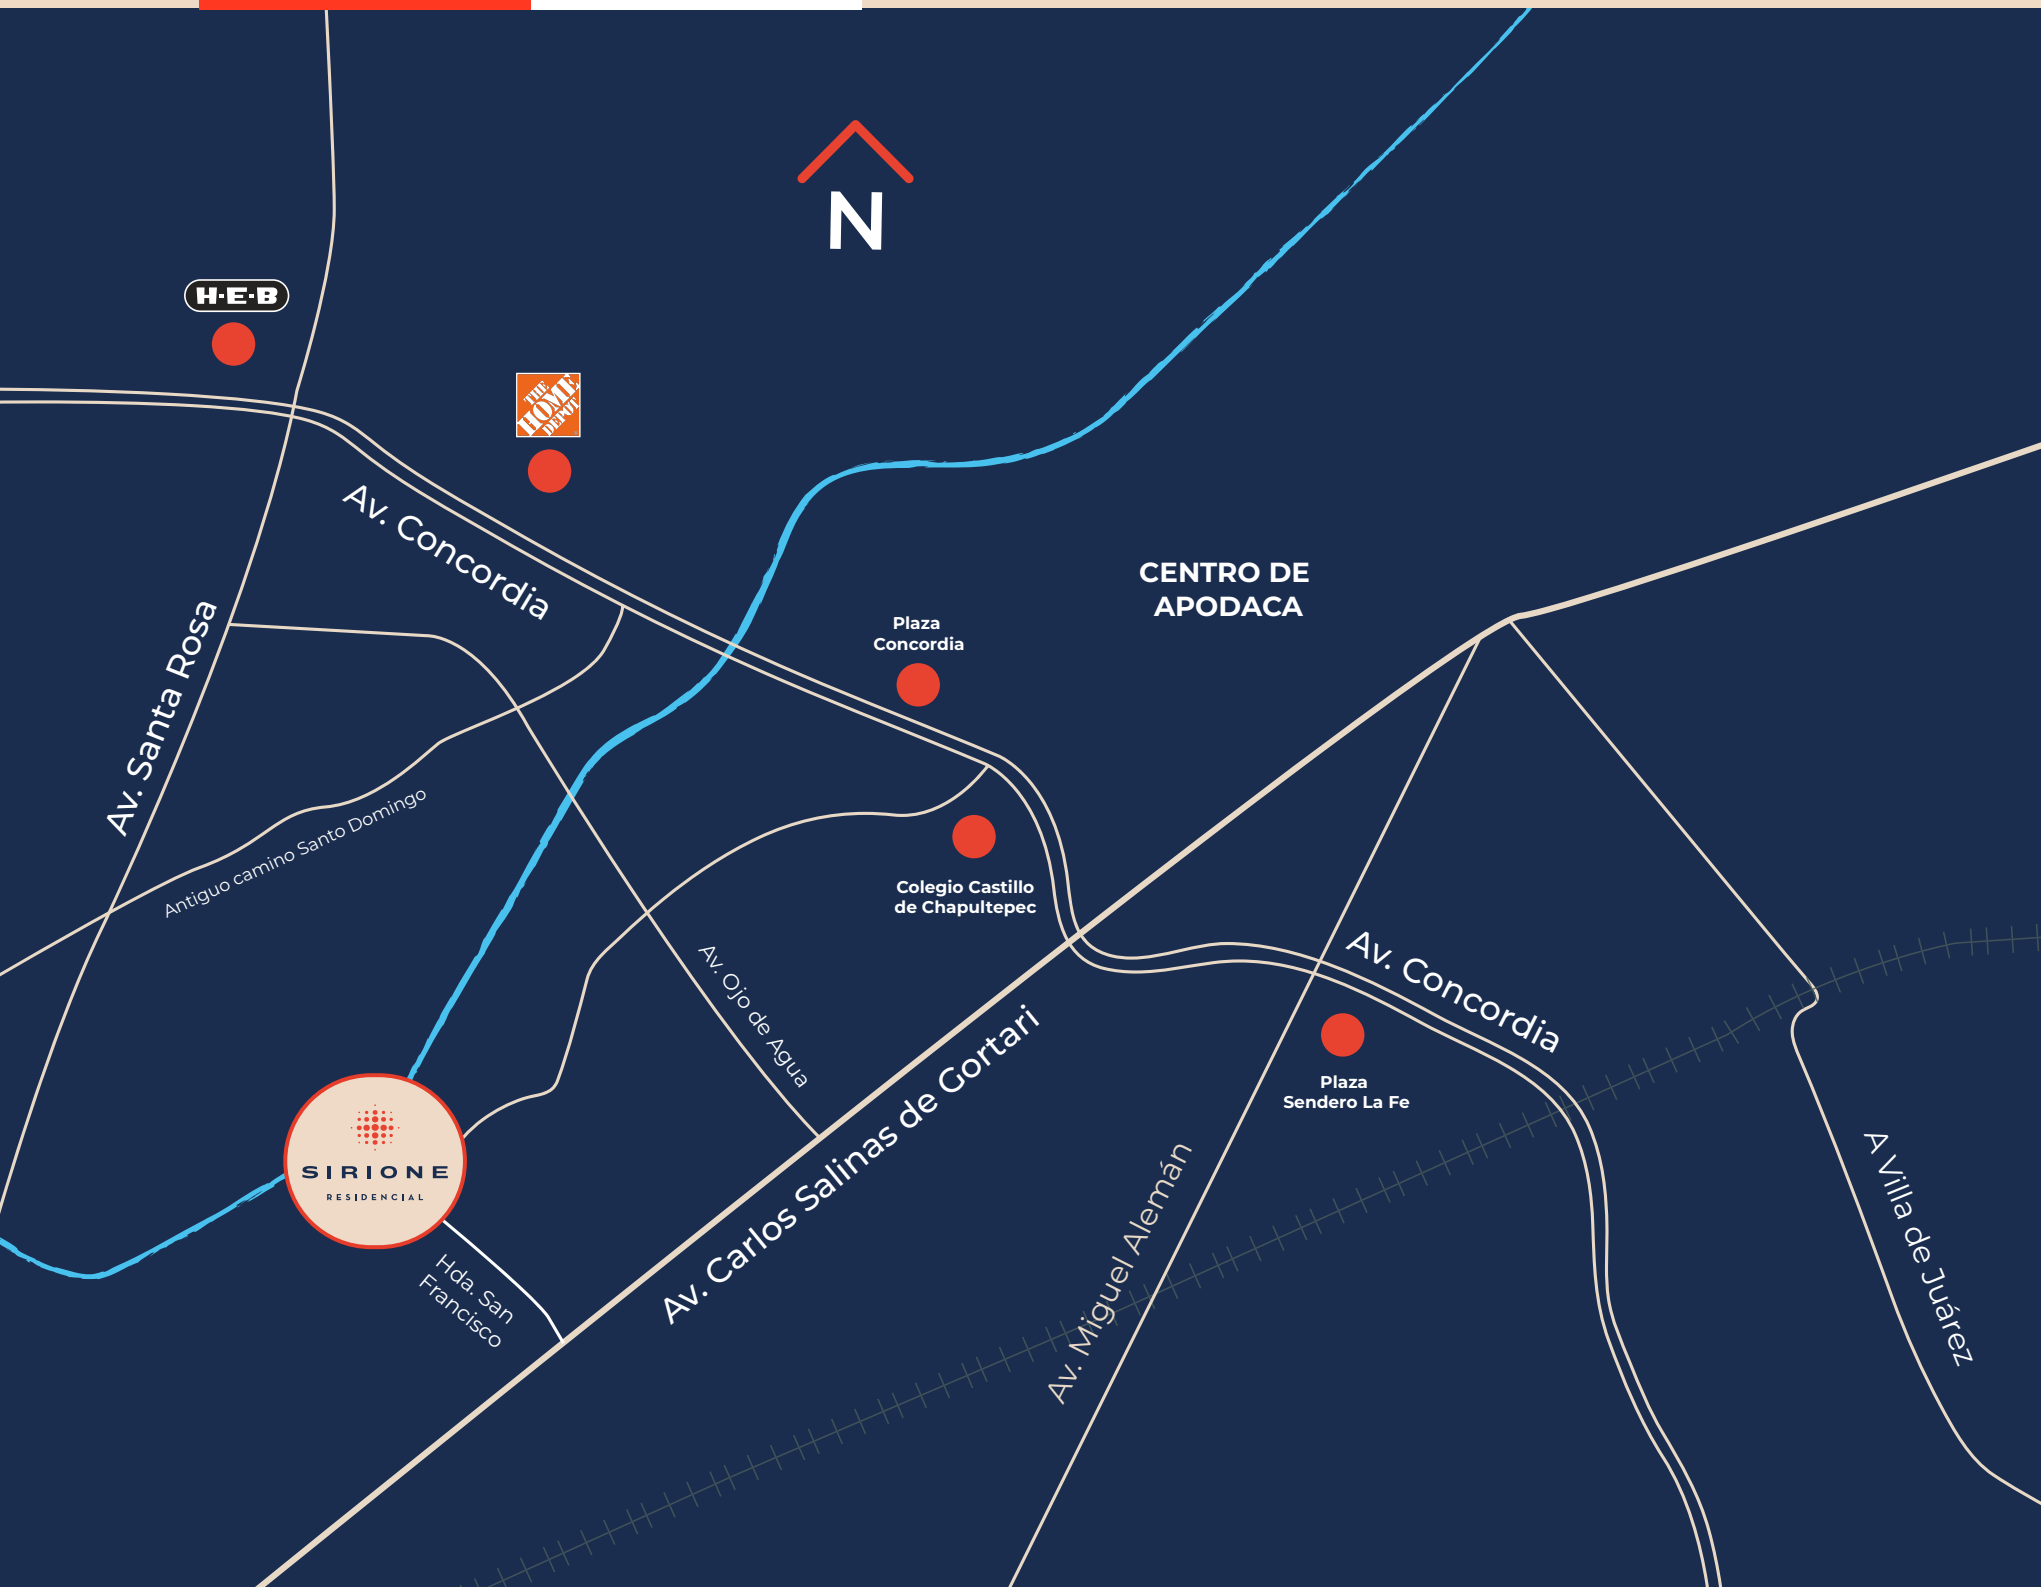 N
H·E·B
THE
HOME
DEPOT
Av. Concordia
CENTRO DE
APODACA
Plaza
Concordia
Av. Santa Rosa
Antiguo camino Santo Domingo
Colegio Castillo
de Chapultepec
Av. Ojo de Agua
Av. Concordia
Av. Carlos Salinas de Gortari
Plaza
Sendero La Fe
SIRIONE
RESIDENCIAL
Av. Miguel Alemán
A Villa de Juárez
Hda. San
Francisco